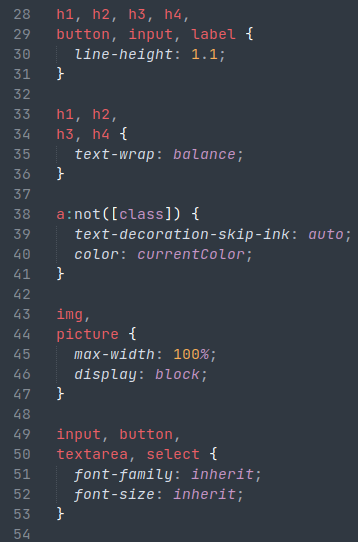 28 h1, h2, h3, h4,
29 button, input, label {
30   line-height: 1.1;
31 }
32
33 h1, h2,
34 h3, h4 {
35   text-wrap: balance;
36 }
37
38 a:not([class]) {
39   text-decoration-skip-ink: auto;
40   color: currentColor;
41 }
42
43 img,
44 picture {
45   max-width: 100%;
46   display: block;
47 }
48
49 input, button,
50 textarea, select {
51   font-family: inherit;
52   font-size: inherit;
53 }
54